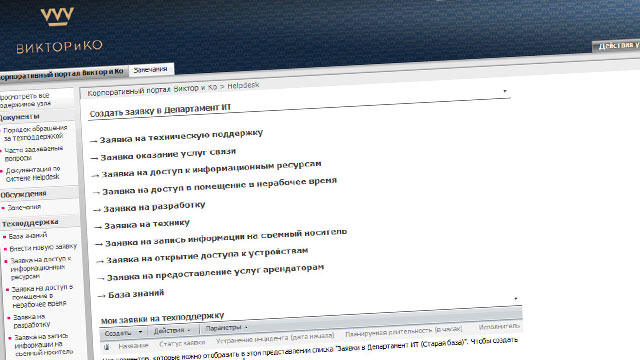 VVV
ВИКТОРиКО
Действия у
Корпоративный портал Виктор и Ко
Замечания
Просмотреть все
содержимое узла
Документы
Порядок обращения
за техподдержкой
Часто задаваемые
вопросы
Документация по
системе Helpdesk
Обсуждения
Замечания
Техподдержка
База знаний
Внести новую заявку
Заявка на доступ к
информационным
ресурсам
Заявка на доступ в
помещение в
нерабочее время
Заявка на
разработку
Заявка на запись
информации на
съемный носитель
Корпоративный портал Виктор и Ко > Helpdesk
Создать заявку в Департамент ИТ
→ Заявка на техническую поддержку
→ Заявка оказание услуг связи
→ Заявка на доступ к информационным ресурсам
→ Заявка на доступ в помещение в нерабочее время
→ Заявка на разработку
→ Заявка на технику
→ Заявка на запись информации на съемный носитель
→ Заявка на открытие доступа к устройствам
→ Заявка на предоставление услуг арендаторам
→ База знаний
Мои заявки на техподдержку
Создать Действия Параметры
Название Статус заявки Устранение инцидента (дата начала) Планируемая длительность (в часах) Исполнитель
элементов, которые можно отобразить в этом представлении списка "Заявки в Департамент ИТ (Старая база)". Чтобы создать